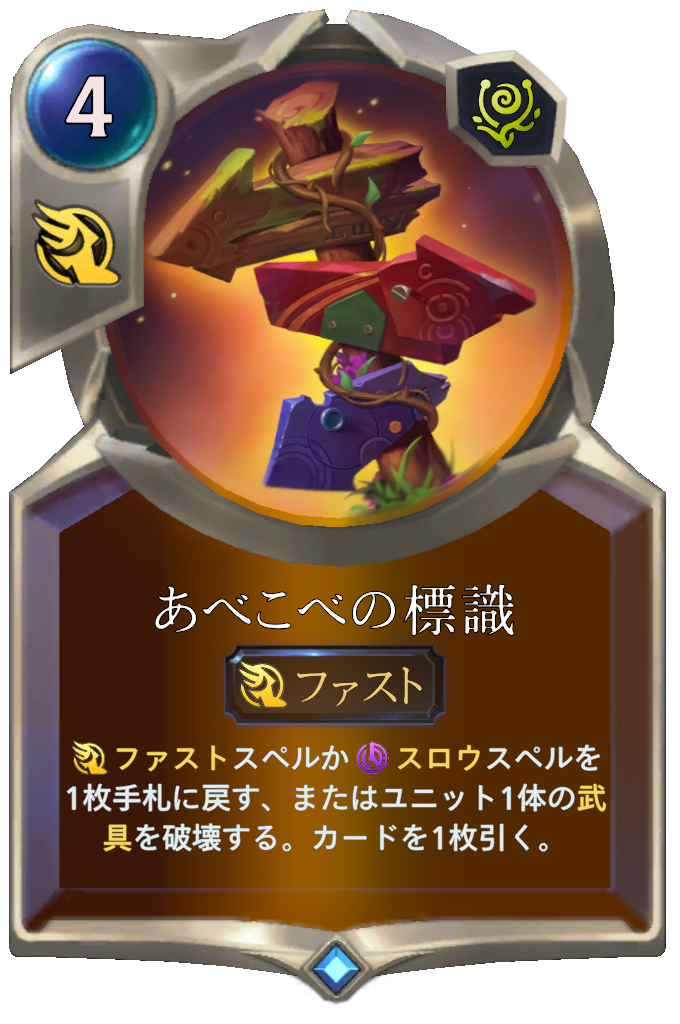 4
あべこべの標識
ファスト
ファストスペルかスロウスペルを
1枚手札に戻す、またはユニット1体の武
具を破壊する。カードを1枚引く。